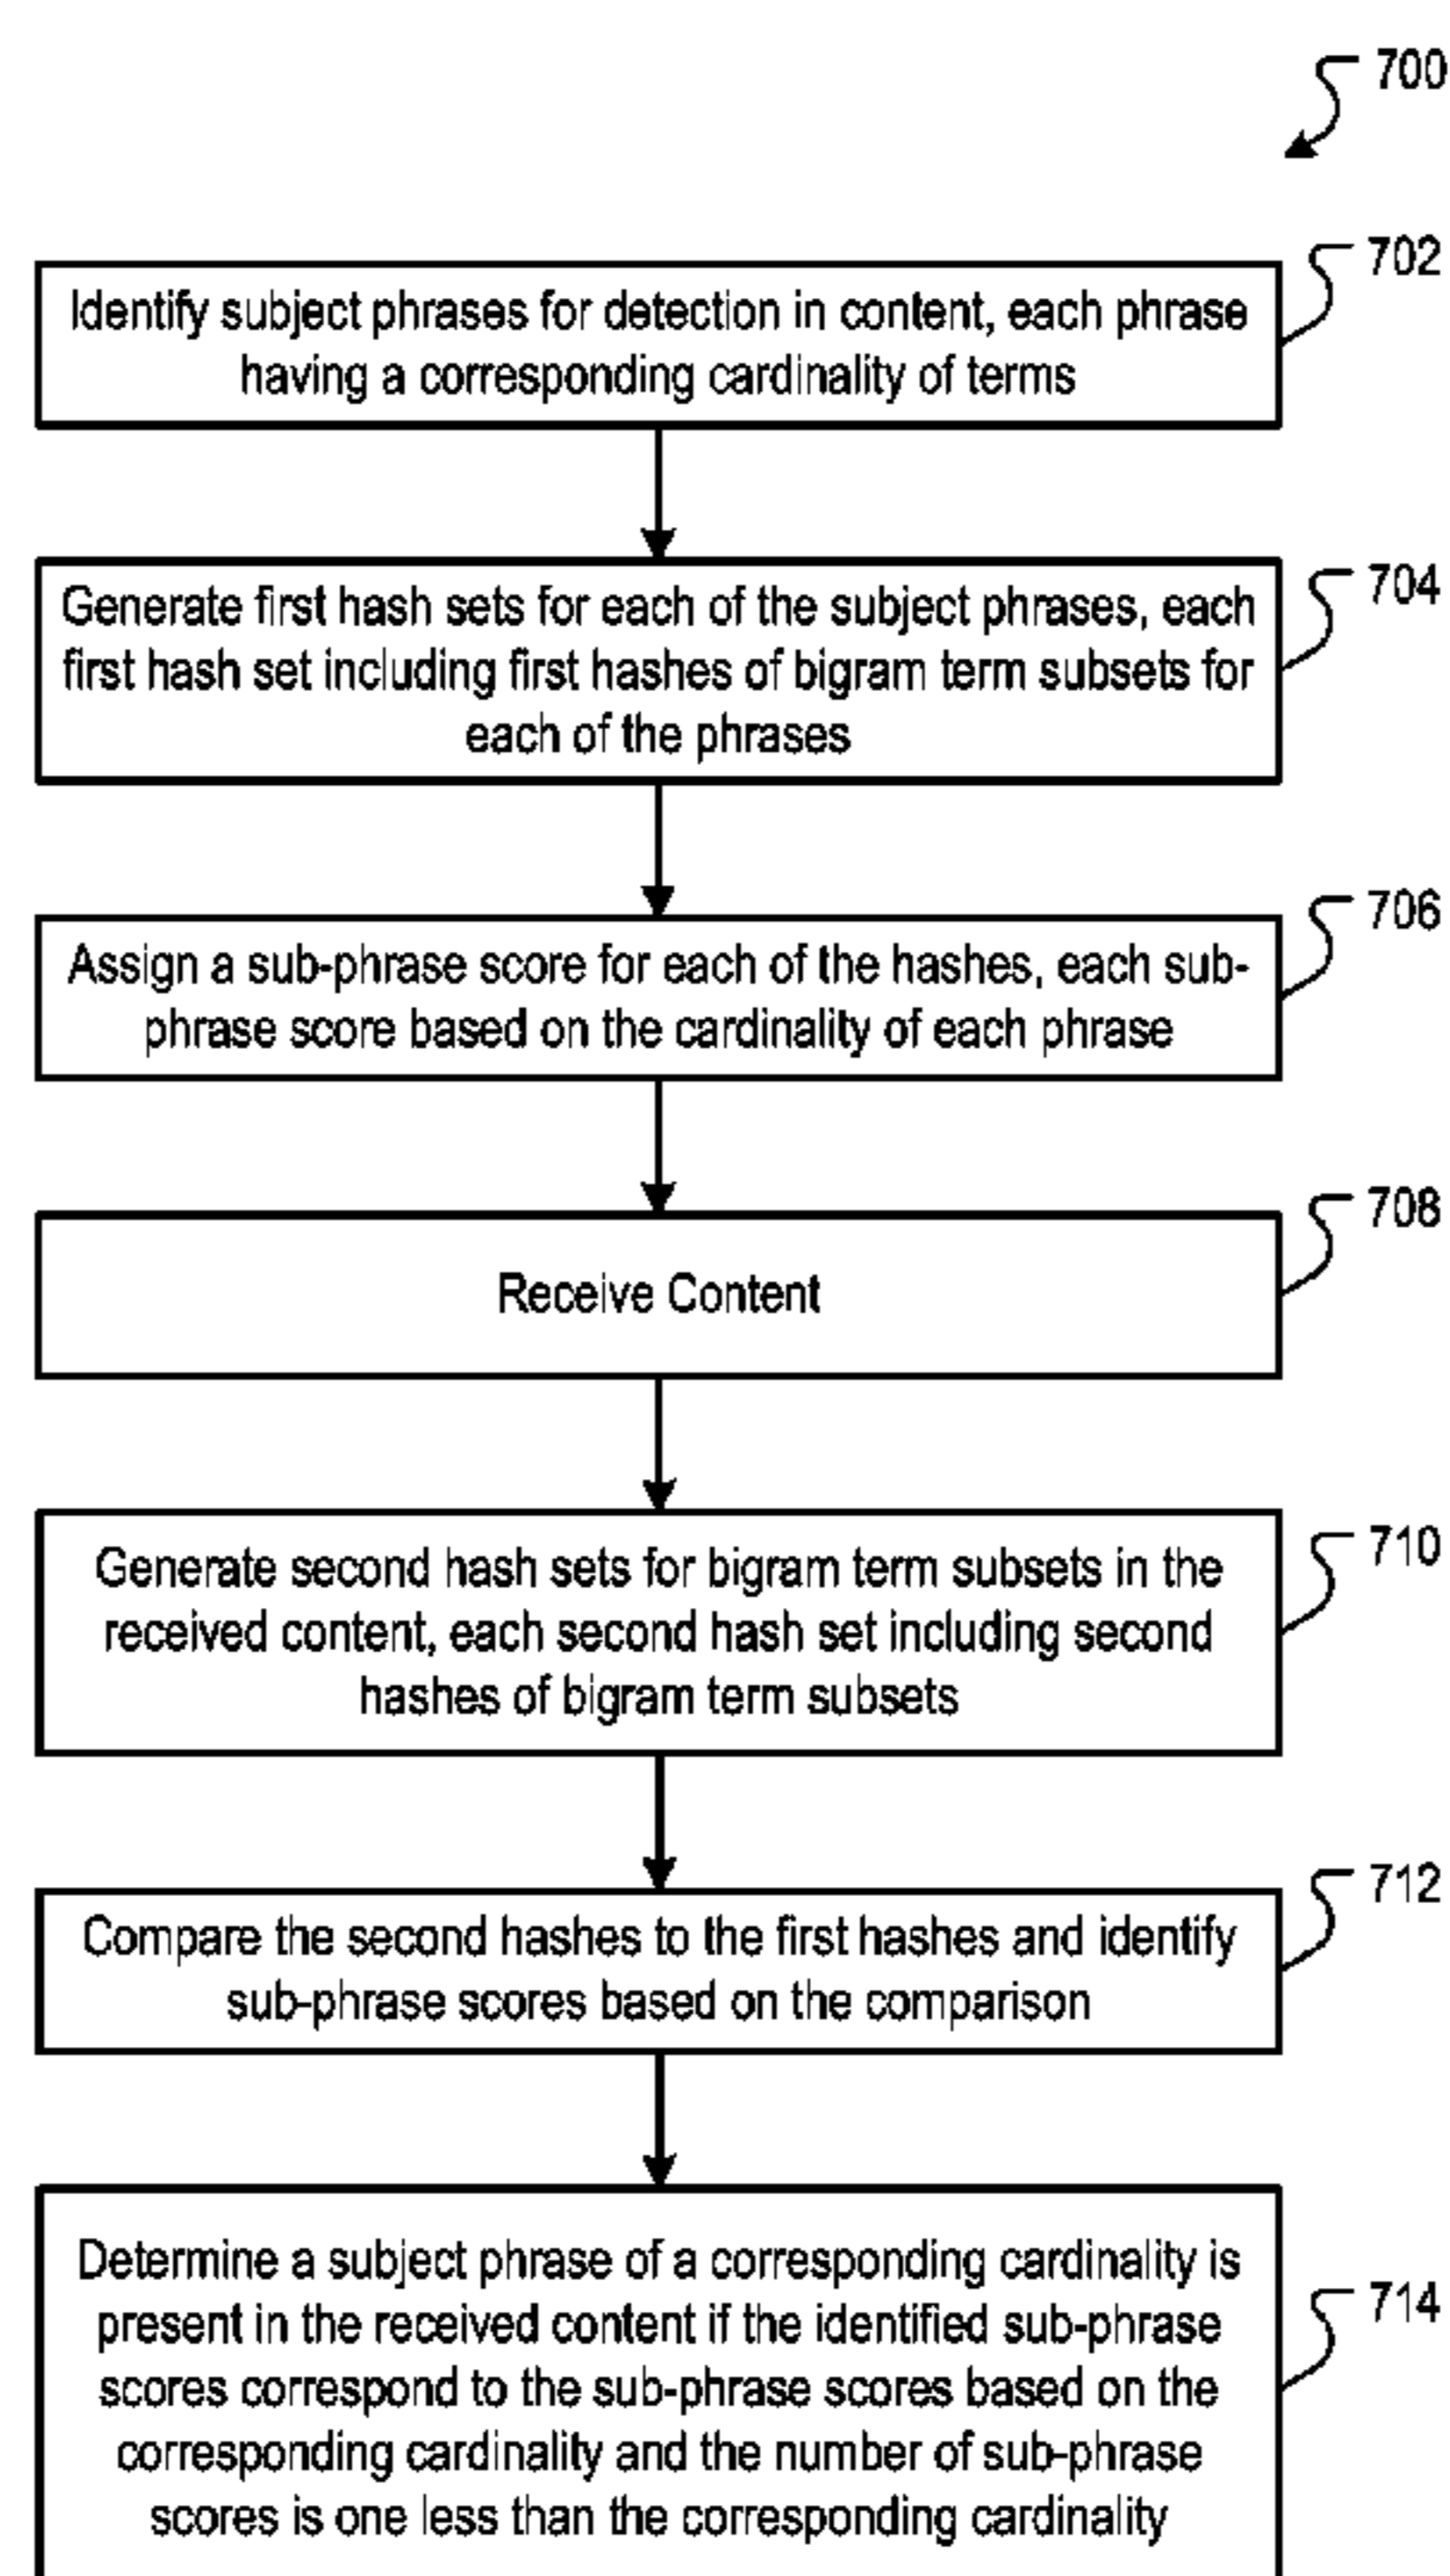 700
702
Identify subject phrases for detection in content, each phrase
having a corresponding cardinality of terms
704
Generate first hash sets for each of the subject phrases, each
first hash set including first hashes of bigram term subsets for
each of the phrases
706
Assign a sub-phrase score for each of the hashes, each sub-
phrase score based on the cardinality of each phrase
708
Receive Content
710
Generate second hash sets for bigram term subsets in the
received content, each second hash set including second
hashes of bigram term subsets
712
Compare the second hashes to the first hashes and identify
sub-phrase scores based on the comparison
714
Determine a subject phrase of a corresponding cardinality is
present in the received content if the identified sub-phrase
scores correspond to the sub-phrase scores based on the
corresponding cardinality and the number of sub-phrase
scores is one less than the corresponding cardinality